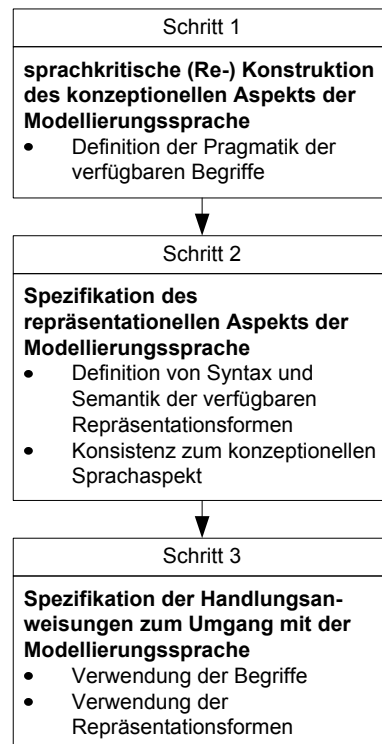 Schritt 1
sprachkritische (Re-) Konstruktion
des konzeptionellen Aspekts der
Modellierungssprache
• Definition der Pragmatik der
verfügbaren Begriffe
Schritt 2
Spezifikation des
repräsentationellen Aspekts der
Modellierungssprache
• Definition von Syntax und
Semantik der verfügbaren
Repräsentationsformen
• Konsistenz zum konzeptionellen
Sprachaspekt
Schritt 3
Spezifikation der Handlungsan-
weisungen zum Umgang mit der
Modellierungssprache
• Verwendung der Begriffe
• Verwendung der
Repräsentationsformen